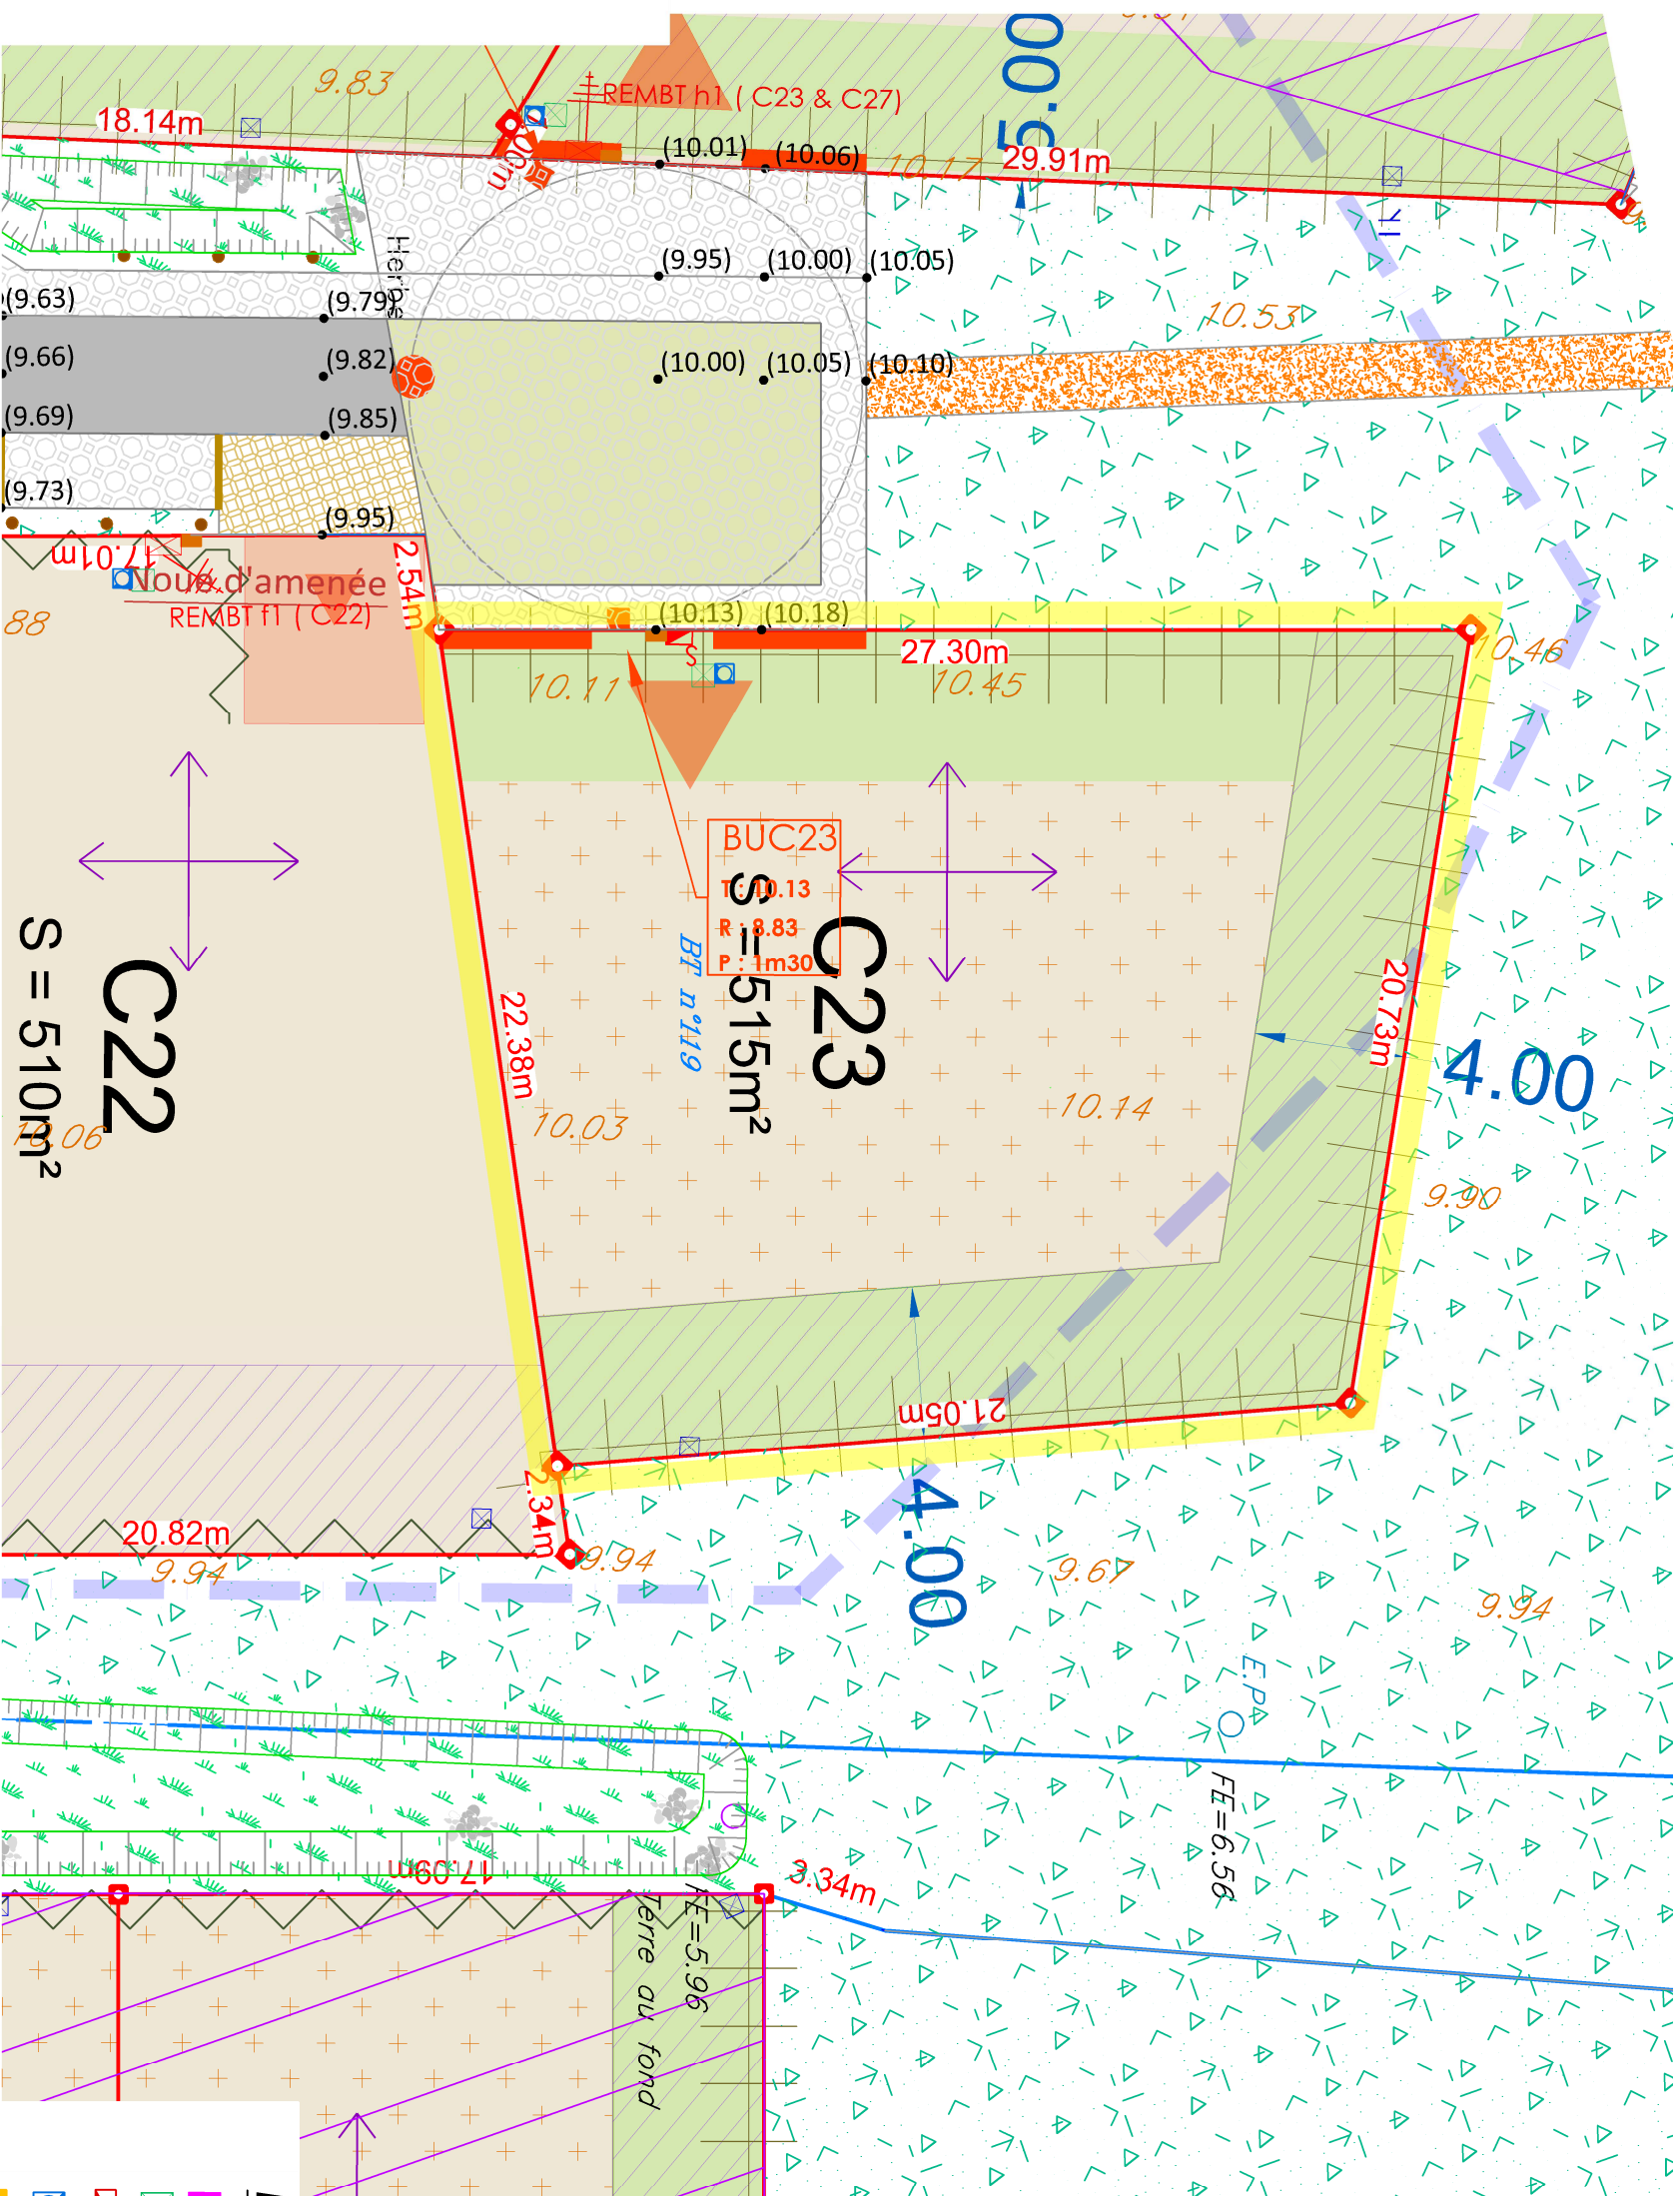 9.83
5.00
18.14m
REMBT h1 ( C23 & C27)
(10.01)
(10.06)
10.17
29.91m
Herbe
(9.95)
(10.00)
(10.05)
(9.63)
(9.79)
10.53
(9.66)
(9.82)
(10.00)
(10.05)
(10.10)
(9.69)
(9.85)
(9.73)
(9.95)
17.01m
Noue d'amenée
REMBT f1 ( C22)
2.54m
88
(10.13)
(10.18)
27.30m
10.46
10.11
10.45
BUC23
T : 10.13
R : 8.83
P : 1m30
BT n°119
S = 515m²
C23
C22
S = 510m²
10.06
22.38m
20.73m
4.00
10.03
10.14
9.90
21.05m
2.34m
4.00
20.82m
9.94
9.94
9.67
9.94
E.P
FE=6.56
17.09m
3.34m
FE=5.96
Terre au fond